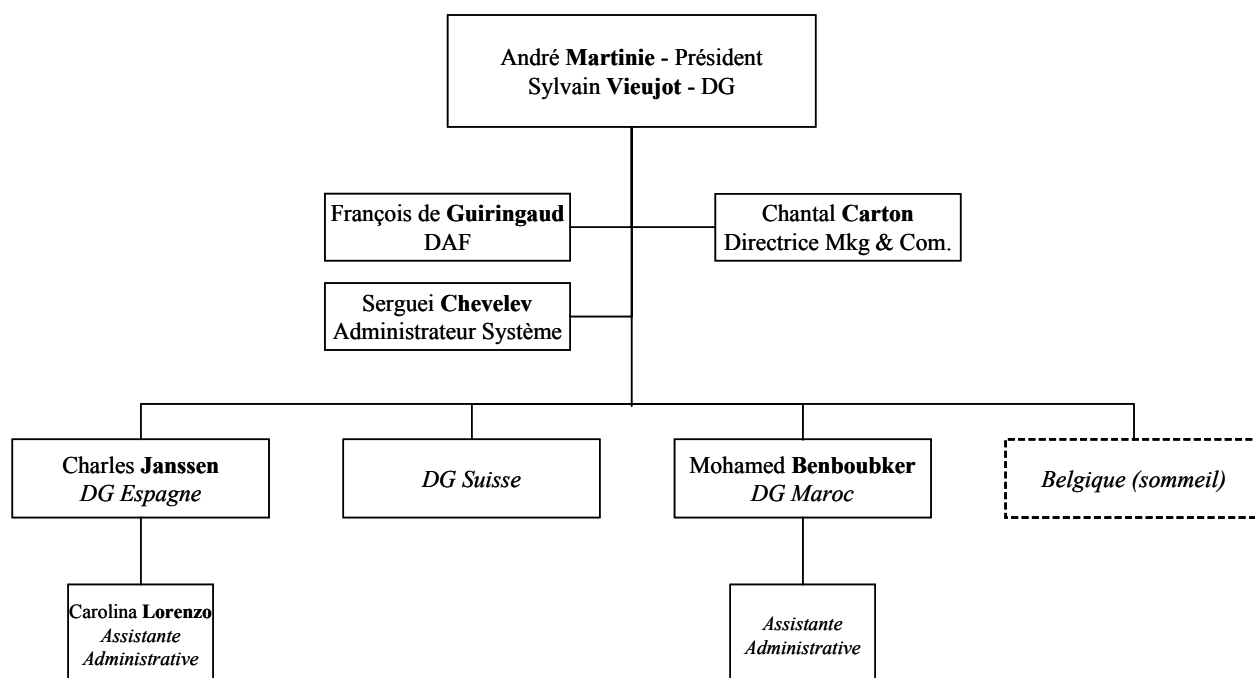 André Martinie - Président
Sylvain Vieujot - DG
François de Guiringaud
DAF
Chantal Carton
Directrice Mkg & Com.
Serguei Chevelev
Administrateur Système
Charles Janssen
DG Espagne
DG Suisse
Mohamed Benboubker
DG Maroc
Belgique (sommeil)
Carolina Lorenzo
Assistante
Administrative
Assistante
Administrative